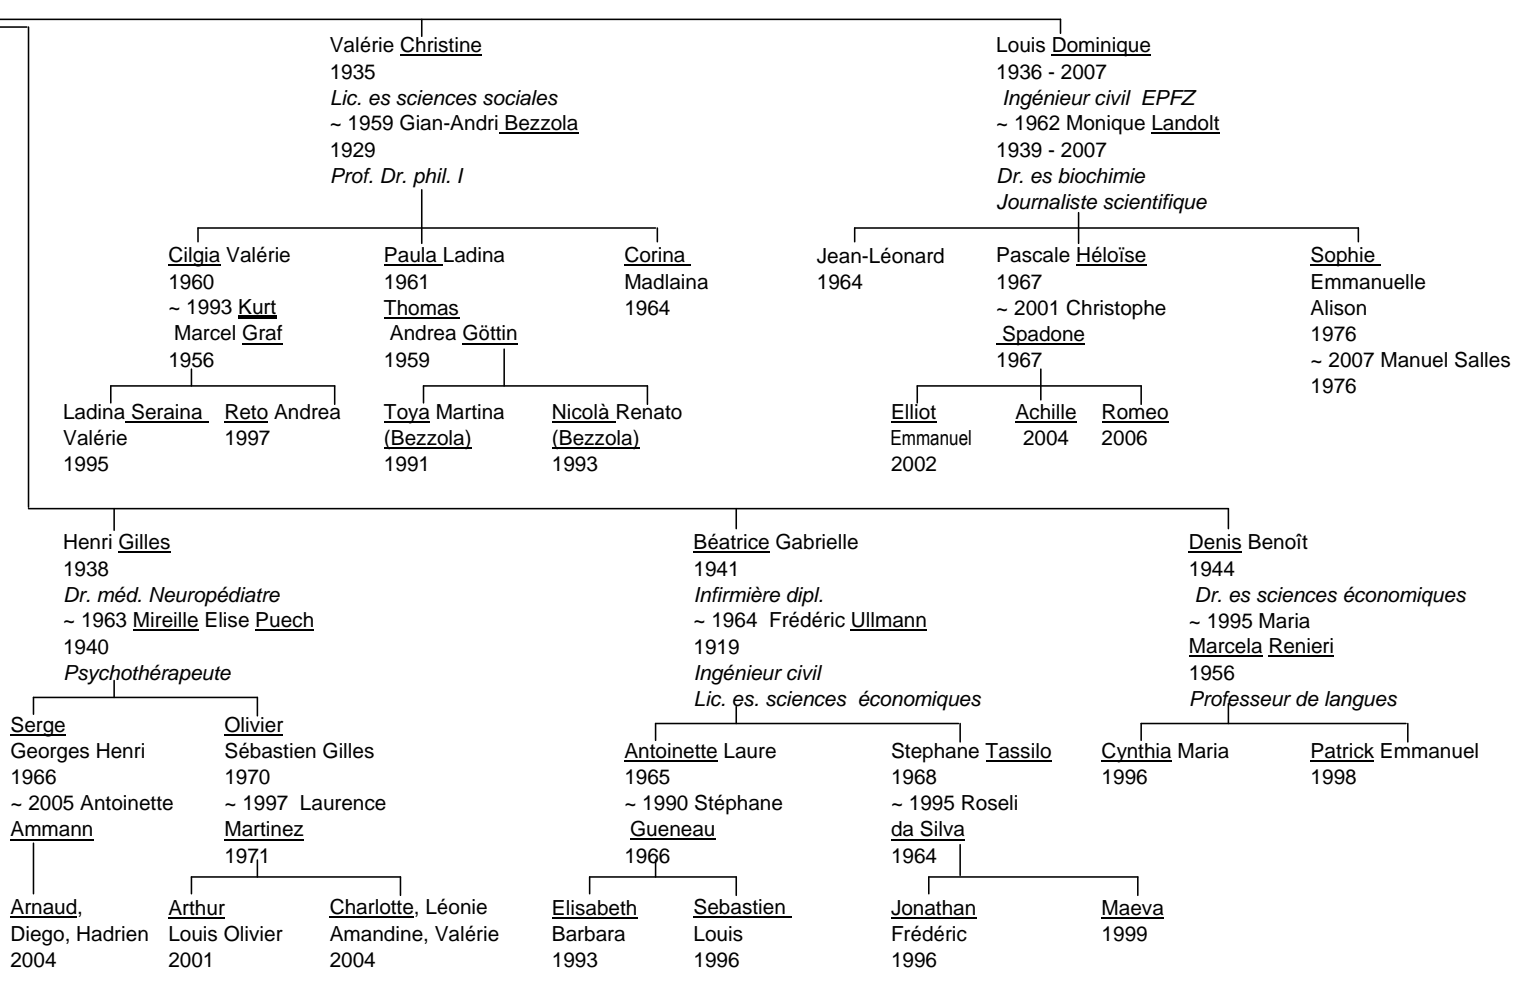 Valérie Christine
1935
Lic. es sciences sociales
~ 1959 Gian-Andri Bezzola
1929
Prof. Dr. phil. I
Louis Dominique
1936 - 2007
Ingénieur civil EPFZ
~ 1962 Monique Landolt
1939 - 2007
Dr. es biochimie
Journaliste scientifique
Cilgia Valérie
1960
~ 1993 Kurt
Marcel Graf
1956
Paula Ladina
1961
Thomas
Andrea Göttin
1959
Corina
Madlaina
1964
Jean-Léonard
1964
Pascale Héloïse
1967
~ 2001 Christophe
Spadone
1967
Sophie
Emmanuelle
Alison
1976
~ 2007 Manuel Salles
1976
Ladina Seraina
Valérie
1995
Reto Andrea
1997
Toya Martina
(Bezzola)
1991
Nicolà Renato
(Bezzola)
1993
Elliot
Emmanuel
2002
Achille
2004
Romeo
2006
Henri Gilles
1938
Dr. méd. Neuropédiatre
~ 1963 Mireille Elise Puech
1940
Psychothérapeute
Béatrice Gabrielle
1941
Infirmière dipl.
~ 1964 Frédéric Ullmann
1919
Ingénieur civil
Lic. es. sciences économiques
Denis Benoît
1944
Dr. es sciences économiques
~ 1995 Maria
Marcela Renieri
1956
Professeur de langues
Serge
Georges Henri
1966
~ 2005 Antoinette
Ammann
Olivier
Sébastien Gilles
1970
~ 1997 Laurence
Martinez
1971
Antoinette Laure
1965
~ 1990 Stéphane
Gueneau
1966
Stephane Tassilo
1968
~ 1995 Roseli
da Silva
1964
Cynthia Maria
1996
Patrick Emmanuel
1998
Arnaud,
Diego, Hadrien
2004
Arthur
Louis Olivier
2001
Charlotte, Léonie
Amandine, Valérie
2004
Elisabeth
Barbara
1993
Sebastien
Louis
1996
Jonathan
Frédéric
1996
Maeva
1999